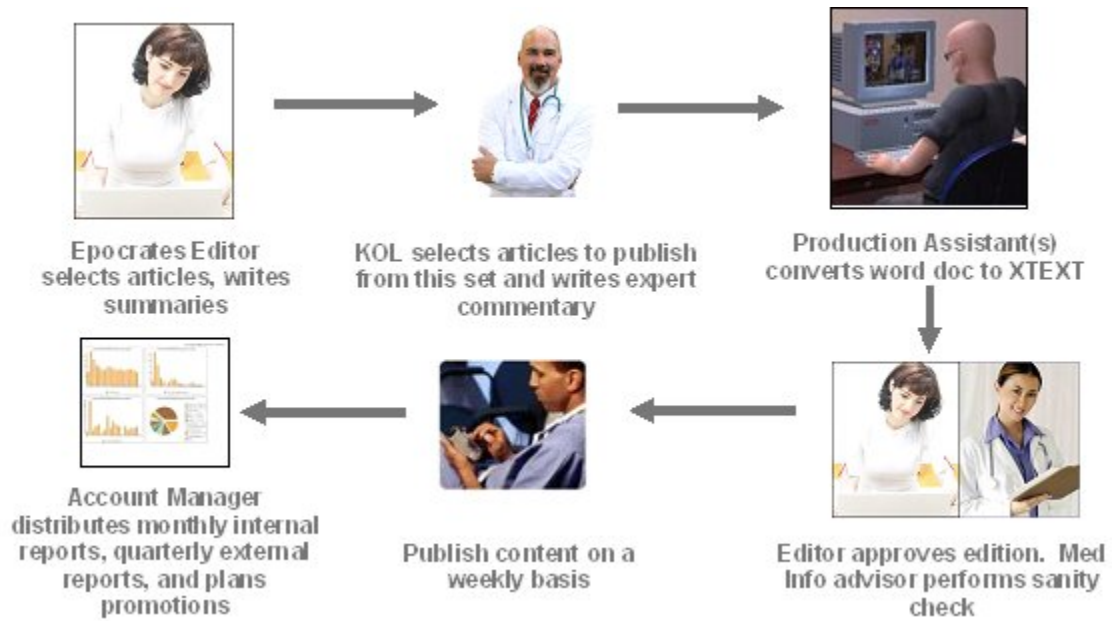 Epocrates Editor
selects articles, writes
summaries
KOL selects articles to publish
from this set and writes expert
commentary
Production Assistant(s)
converts word doc to XTEXT
Editor approves edition. Med
Info advisor performs sanity
check
Publish content on a
weekly basis
Account Manager
distributes monthly internal
reports, quarterly external
reports, and plans
promotions